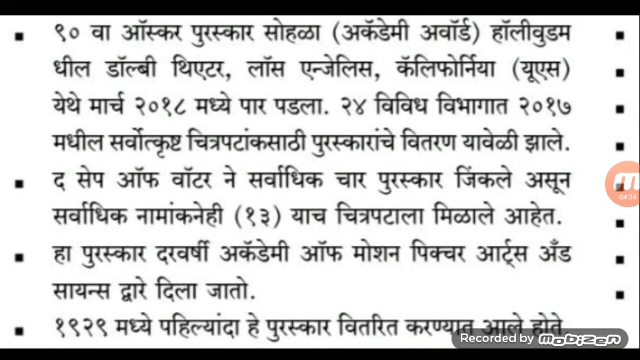 ▪ ९० वा ऑस्कर पुरस्कार सोहळा (अकॅडेमी अवॉर्ड) हॉलीवुडम
धील डॉल्बी थिएटर, लॉस एन्जेलिस, कॅलिफोर्निया (यूएस)
येथे मार्च २०१८ मध्ये पार पडला. २४ विविध विभागात २०१७
मधील सर्वोत्कृष्ट चित्रपटांकसाठी पुरस्कारांचे वितरण यावेळी झाले.
▪ द सेप ऑफ वॉटर ने सर्वाधिक चार पुरस्कार जिंकले असून
सर्वाधिक नामांकनेही (१३) याच चित्रपटाला मिळाले आहेत.
▪ हा पुरस्कार दरवर्षी अकॅडेमी ऑफ मोशन पिक्चर आर्ट्स अँड
सायन्स द्वारे दिला जातो.
▪ १९२९ मध्ये पहिल्यांदा हे पुरस्कार वितरित करण्यात आले होते.
04:34
Recorded by mobizen